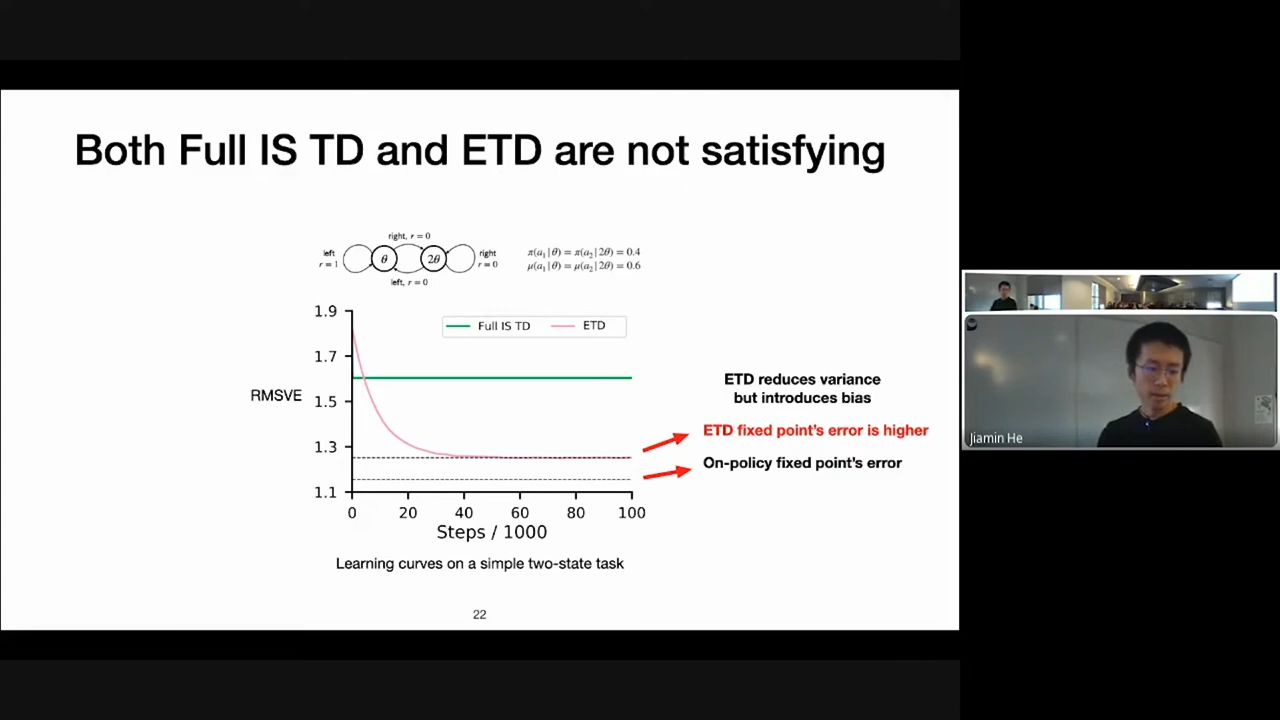 Both Full IS TD and ETD are not satisfying
right, r = 0
left
r = 1
θ
2θ
right
r = 0
left, r = 0
π(a₁|θ) = π(a₂|2θ) = 0.4
μ(a₁|θ) = μ(a₂|2θ) = 0.6
Full IS TD
ETD
RMSVE
1.9
1.7
1.5
1.3
1.1
0
20
40
60
80
100
Steps / 1000
ETD reduces variance
but introduces bias
ETD fixed point's error is higher
On-policy fixed point's error
Learning curves on a simple two-state task
22
Jiamin He